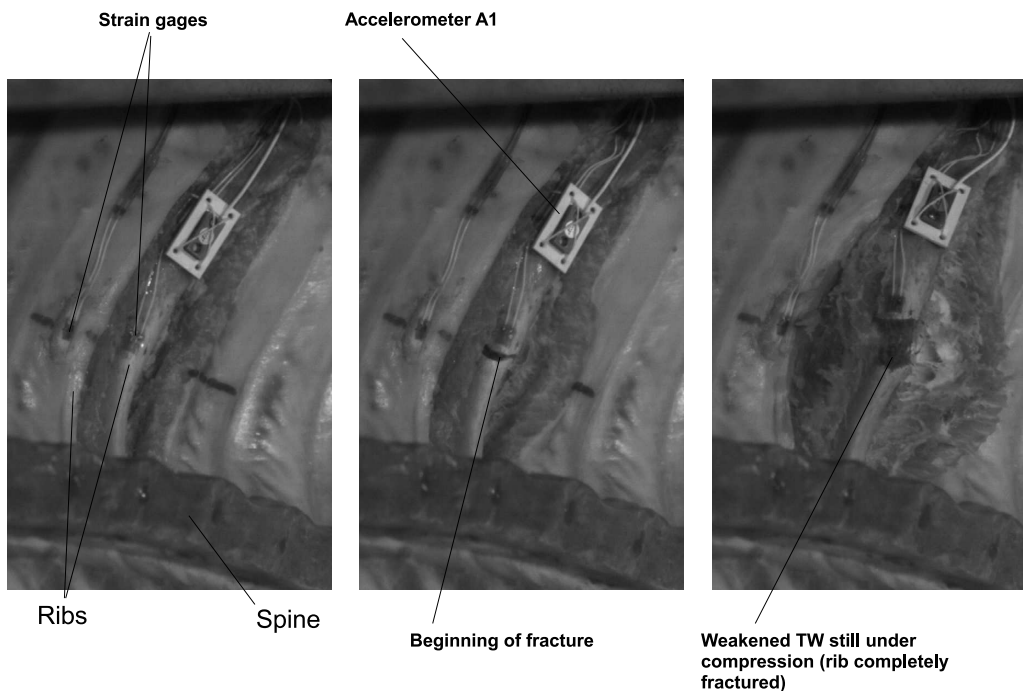 Strain gages
Accelerometer A1
Ribs
Spine
Beginning of fracture
Weakened TW still under
compression (rib completely
fractured)